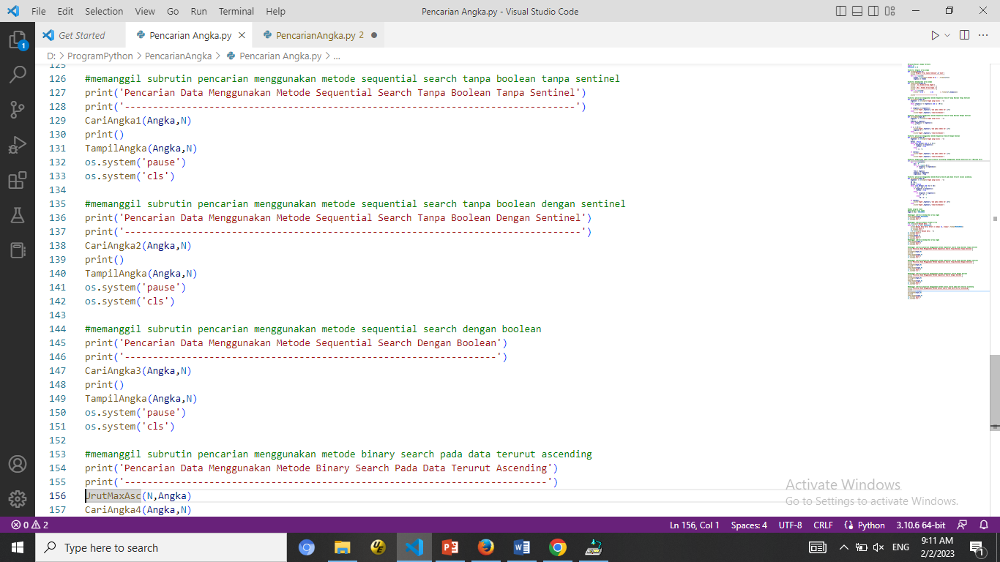 File Edit Selection View Go Run Terminal Help Pencarian Angka.py - Visual Studio Code
Get Started Pencarian Angka.py PencarianAngka.py 2
D: > ProgramPython > PencarianAngka > Pencarian Angka.py > ...
125
126 #memanggil subrutin pencarian menggunakan metode sequential search tanpa boolean tanpa sentinel
127 print('Pencarian Data Menggunakan Metode Sequential Search Tanpa Boolean Tanpa Sentinel')
128 print('--------------------------------------------------------------------------------')
129 CariAngka1(Angka,N)
130 print()
131 TampilAngka(Angka,N)
132 os.system('pause')
133 os.system('cls')
134
135 #memanggil subrutin pencarian menggunakan metode sequential search tanpa boolean dengan sentinel
136 print('Pencarian Data Menggunakan Metode Sequential Search Tanpa Boolean Dengan Sentinel')
137 print('---------------------------------------------------------------------------------')
138 CariAngka2(Angka,N)
139 print()
140 TampilAngka(Angka,N)
141 os.system('pause')
142 os.system('cls')
143
144 #memanggil subrutin pencarian menggunakan metode sequential search dengan boolean
145 print('Pencarian Data Menggunakan Metode Sequential Search Dengan Boolean')
146 print('------------------------------------------------------------------')
147 CariAngka3(Angka,N)
148 print()
149 TampilAngka(Angka,N)
150 os.system('pause')
151 os.system('cls')
152
153 #memanggil subrutin pencarian menggunakan metode binary search pada data terurut ascending
154 print('Pencarian Data Menggunakan Metode Binary Search Pada Data Terurut Ascending')
155 print('---------------------------------------------------------------------------')
156 UrutMaxAsc(N,Angka)
157 CariAngka4(Angka,N)
Activate Windows
Go to Settings to activate Windows.
1
0 2 Ln 156, Col 1 Spaces: 4 UTF-8 CRLF Python 3.10.6 64-bit
Type here to search ENG 9:11 AM
2/2/2023
1